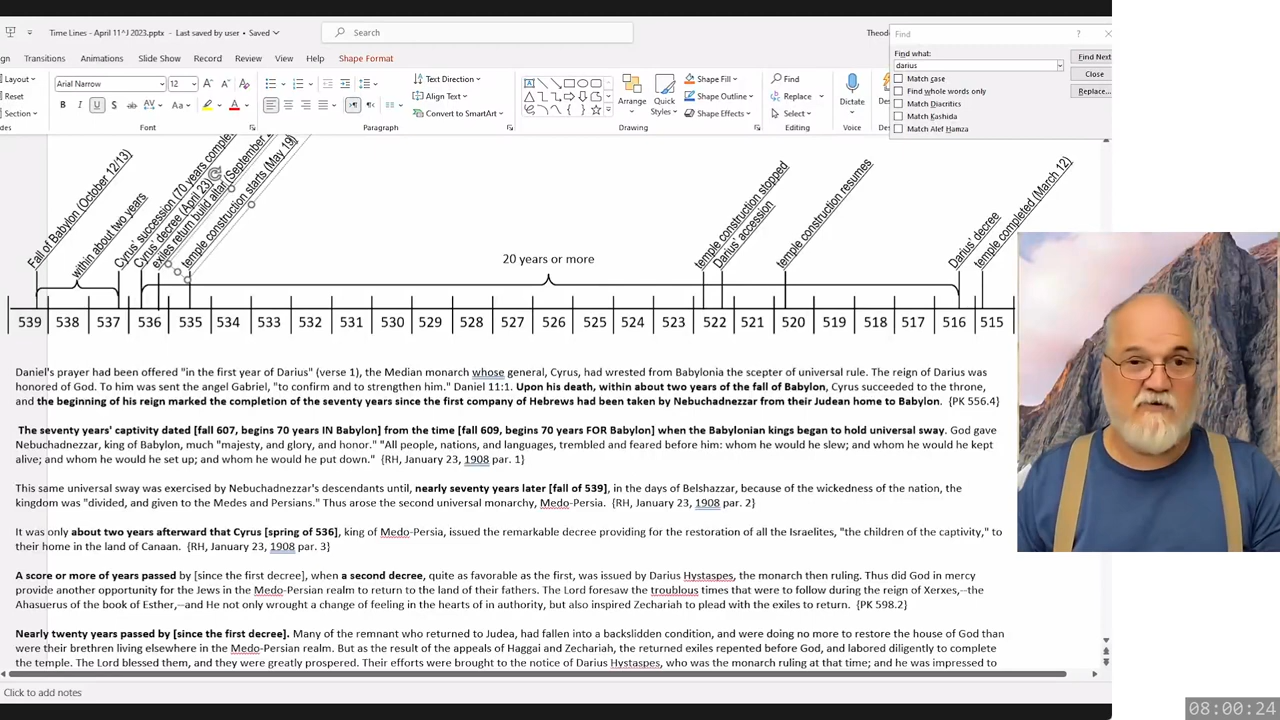 Time Lines - April 11^J 2023.pptx - Last saved by user • Saved
Search
Theod
Find
?
Transitions Animations Slide Show Record Review View Help Shape Format
Find what:
darius
Find Next
Match case
Close
Find whole words only
Replace...
Match Diacritics
Match Kashida
Match Alef Hamza
Layout
Reset
Arial Narrow 12
Text Direction
Align Text
Convert to SmartArt
Arrange
Quick Styles
Shape Fill
Shape Outline
Shape Effects
Find
Replace
Select
Dictate
Font Paragraph Drawing Editing Voice
Fall of Babylon (October 12/13)
within about two years
Cyrus' succession (70 years comple
Cyrus' decree (April 23)
exiles return build altar (September
temple construction starts (May 19)
20 years or more
temple construction stopped
Darius' accession
temple construction resumes
Darius' decree
temple completed (March 12)
539 538 537 536 535 534 533 532 531 530 529 528 527 526 525 524 523 522 521 520 519 518 517 516 515
Daniel's prayer had been offered "in the first year of Darius" (verse 1), the Median monarch whose general, Cyrus, had wrested from Babylonia the scepter of universal rule. The reign of Darius was
honored of God. To him was sent the angel Gabriel, "to confirm and to strengthen him." Daniel 11:1. Upon his death, within about two years of the fall of Babylon, Cyrus succeeded to the throne,
and the beginning of his reign marked the completion of the seventy years since the first company of Hebrews had been taken by Nebuchadnezzar from their Judean home to Babylon. {PK 556.4}
The seventy years' captivity dated [fall 607, begins 70 years IN Babylon] from the time [fall 609, begins 70 years FOR Babylon] when the Babylonian kings began to hold universal sway. God gave
Nebuchadnezzar, king of Babylon, much "majesty, and glory, and honor." "All people, nations, and languages, trembled and feared before him: whom he would he slew; and whom he would he kept
alive; and whom he would he set up; and whom he would he put down." {RH, January 23, 1908 par. 1}
This same universal sway was exercised by Nebuchadnezzar's descendants until, nearly seventy years later [fall of 539], in the days of Belshazzar, because of the wickedness of the nation, the
kingdom was "divided, and given to the Medes and Persians." Thus arose the second universal monarchy, Medo-Persia. {RH, January 23, 1908 par. 2}
It was only about two years afterward that Cyrus [spring of 536], king of Medo-Persia, issued the remarkable decree providing for the restoration of all the Israelites, "the children of the captivity," to
their home in the land of Canaan. {RH, January 23, 1908 par. 3}
A score or more of years passed by [since the first decree], when a second decree, quite as favorable as the first, was issued by Darius Hystaspes, the monarch then ruling. Thus did God in mercy
provide another opportunity for the Jews in the Medo-Persian realm to return to the land of their fathers. The Lord foresaw the troublous times that were to follow during the reign of Xerxes,--the
Ahasuerus of the book of Esther,--and He not only wrought a change of feeling in the hearts of in authority, but also inspired Zechariah to plead with the exiles to return. {PK 598.2}
Nearly twenty years passed by [since the first decree]. Many of the remnant who returned to Judea, had fallen into a backslidden condition, and were doing no more to restore the house of God than
were their brethren living elsewhere in the Medo-Persian realm. But as the result of the appeals of Haggai and Zechariah, the returned exiles repented before God, and labored diligently to complete
the temple. The Lord blessed them, and they were greatly prospered. Their efforts were brought to the notice of Darius Hystaspes, who was the monarch ruling at that time; and he was impressed to
Click to add notes
08:00:24